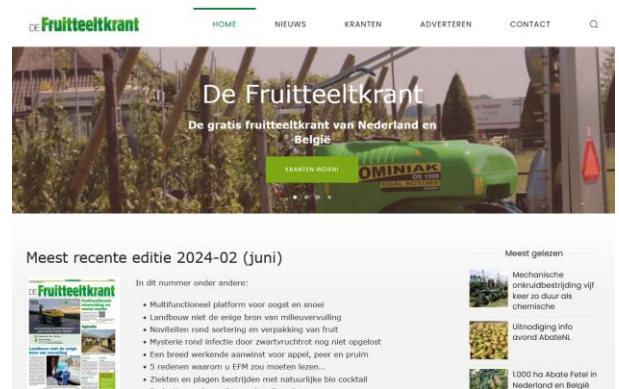 DE Fruitteeltkrant
HOME
NIEUWS
KRANTEN
ADVERTEREN
CONTACT
De Fruitteeltkrant
De gratis fruitteeltkrant van Nederland en
België
KRANTEN INZIEN!
DOMINIAK
Meest recente editie 2024-02 (juni)
DE Fruitteeltkrant
Agenda
In dit nummer onder andere:
• Multifunctioneel platform voor oogst en snoei
• Landbouw niet de enige bron van milieuvervuiling
• Noviteiten rond sortering en verpakking van fruit
• Mysterie rond infectie door zwartvruchtrot nog niet opgelost
• Een breed werkende aanwinst voor appel, peer en pruim
• 5 redenen waarom u EFM zou moeten lezen...
• Ziekten en plagen bestrijden met natuurlijke bio cocktail
Meest gelezen
Mechanische
onkruidbestrijding vijf
keer zo duur als
chemische
Uitnodiging info
avond AbateNL
1.000 ha Abate Fetel in
Nederland en België